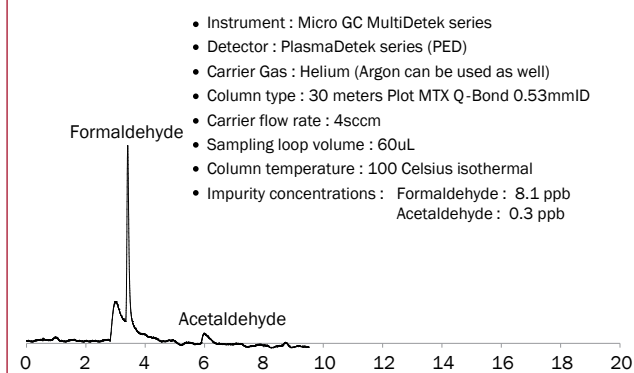 • Instrument : Micro GC MultiDetek series
• Detector : PlasmaDetek series (PED)
• Carrier Gas : Helium (Argon can be used as well)
• Column type : 30 meters Plot MTX Q-Bond 0.53mmID
• Carrier flow rate : 4sccm
• Sampling loop volume : 60uL
• Column temperature : 100 Celsius isothermal
• Impurity concentrations : Formaldehyde : 8.1 ppb
Acetaldehyde : 0.3 ppb
Formaldehyde
Acetaldehyde
0 2 4 6 8 10 12 14 16 18 20